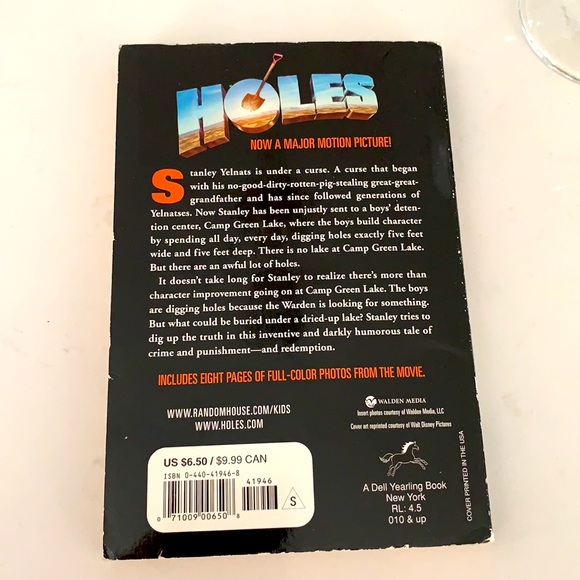 HOLES
NOW A MAJOR MOTION PICTURE!
Stanley Yelnats is under a curse. A curse that began
with his no-good-dirty-rotten-pig-stealing great-great-
grandfather and has since followed generations of
Yelnatses. Now Stanley has been unjustly sent to a boys' deten-
tion center, Camp Green Lake, where the boys build character
by spending all day, every day, digging holes exactly five feet
wide and five feet deep. There is no lake at Camp Green Lake.
But there are an awful lot of holes.
It doesn't take long for Stanley to realize there's more than
character improvement going on at Camp Green Lake. The boys
are digging holes because the Warden is looking for something.
But what could be buried under a dried-up lake? Stanley tries to
dig up the truth in this inventive and darkly humorous tale of
crime and punishment—and redemption.
INCLUDES EIGHT PAGES OF FULL-COLOR PHOTOS FROM THE MOVIE.
WWW.RANDOMHOUSE.COM/KIDS
WWW.HOLES.COM
WALDEN MEDIA
Insert photos courtesy of Walden Media, LLC
Cover art reprinted courtesy of Walt Disney Pictures
US $6.50 / $9.99 CAN
ISBN 0-440-41946-8
41946
S
0 71009 00650 8
A Dell Yearling Book
New York
RL: 4.5
010 & up
COVER PRINTED IN THE USA